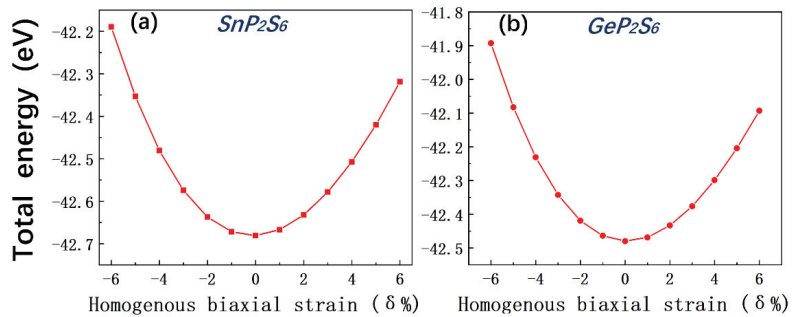 Total energy (eV)
(a) SnP2S6
-42.2
-42.3
-42.4
-42.5
-42.6
-42.7
-6 -4 -2 0 2 4 6
Homogenous biaxial strain (δ%)
(b) GeP2S6
-41.8
-41.9
-42.0
-42.1
-42.2
-42.3
-42.4
-42.5
-6 -4 -2 0 2 4 6
Homogenous biaxial strain (δ%)